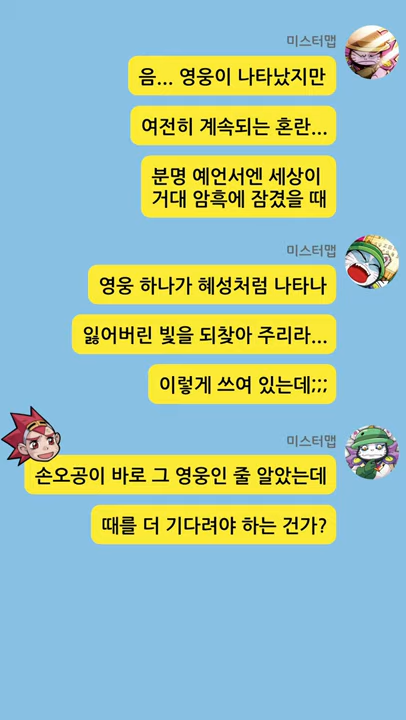 미스터맵
음... 영웅이 나타났지만
여전히 계속되는 혼란...
분명 예언서엔 세상이
거대 암흑에 잠겼을 때
미스터맵
영웅 하나가 혜성처럼 나타나
잃어버린 빛을 되찾아 주리라...
이렇게 쓰여 있는데;;;
미스터맵
손오공이 바로 그 영웅인 줄 알았는데
때를 더 기다려야 하는 건가?